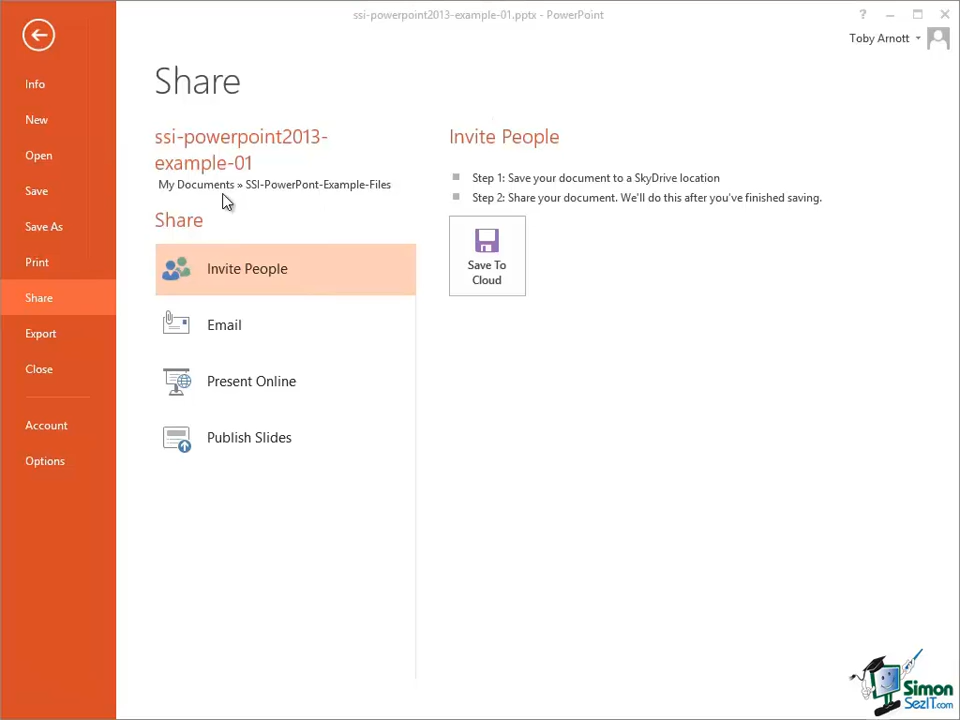 ssi-powerpoint2013-example-01.pptx - PowerPoint
?
Toby Arnott
Info
New
Open
Save
Save As
Print
Share
Export
Close
Account
Options
Share
ssi-powerpoint2013-
example-01
My Documents » SSI-PowerPont-Example-Files
Share
Invite People
Email
Present Online
Publish Slides
Invite People
Step 1: Save your document to a SkyDrive location
Step 2: Share your document. We'll do this after you've finished saving.
Save To
Cloud
Simon
SezIT.com